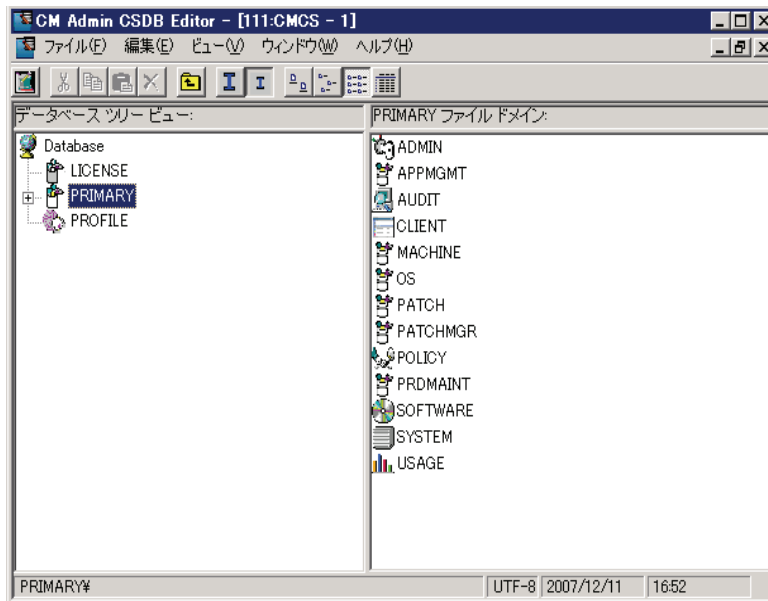 CM Admin CSDB Editor - [111:CMCS - 1]
ファイル(F) 編集(E) ビュー(V) ウィンドウ(W) ヘルプ(H)
データベース ツリー ビュー:
Database
LICENSE
PRIMARY
PROFILE
PRIMARY ファイル ドメイン:
ADMIN
APPMGMT
AUDIT
CLIENT
MACHINE
OS
PATCH
PATCHMGR
POLICY
PRDMAINT
SOFTWARE
SYSTEM
USAGE
PRIMARY¥ UTF-8 2007/12/11 16:52